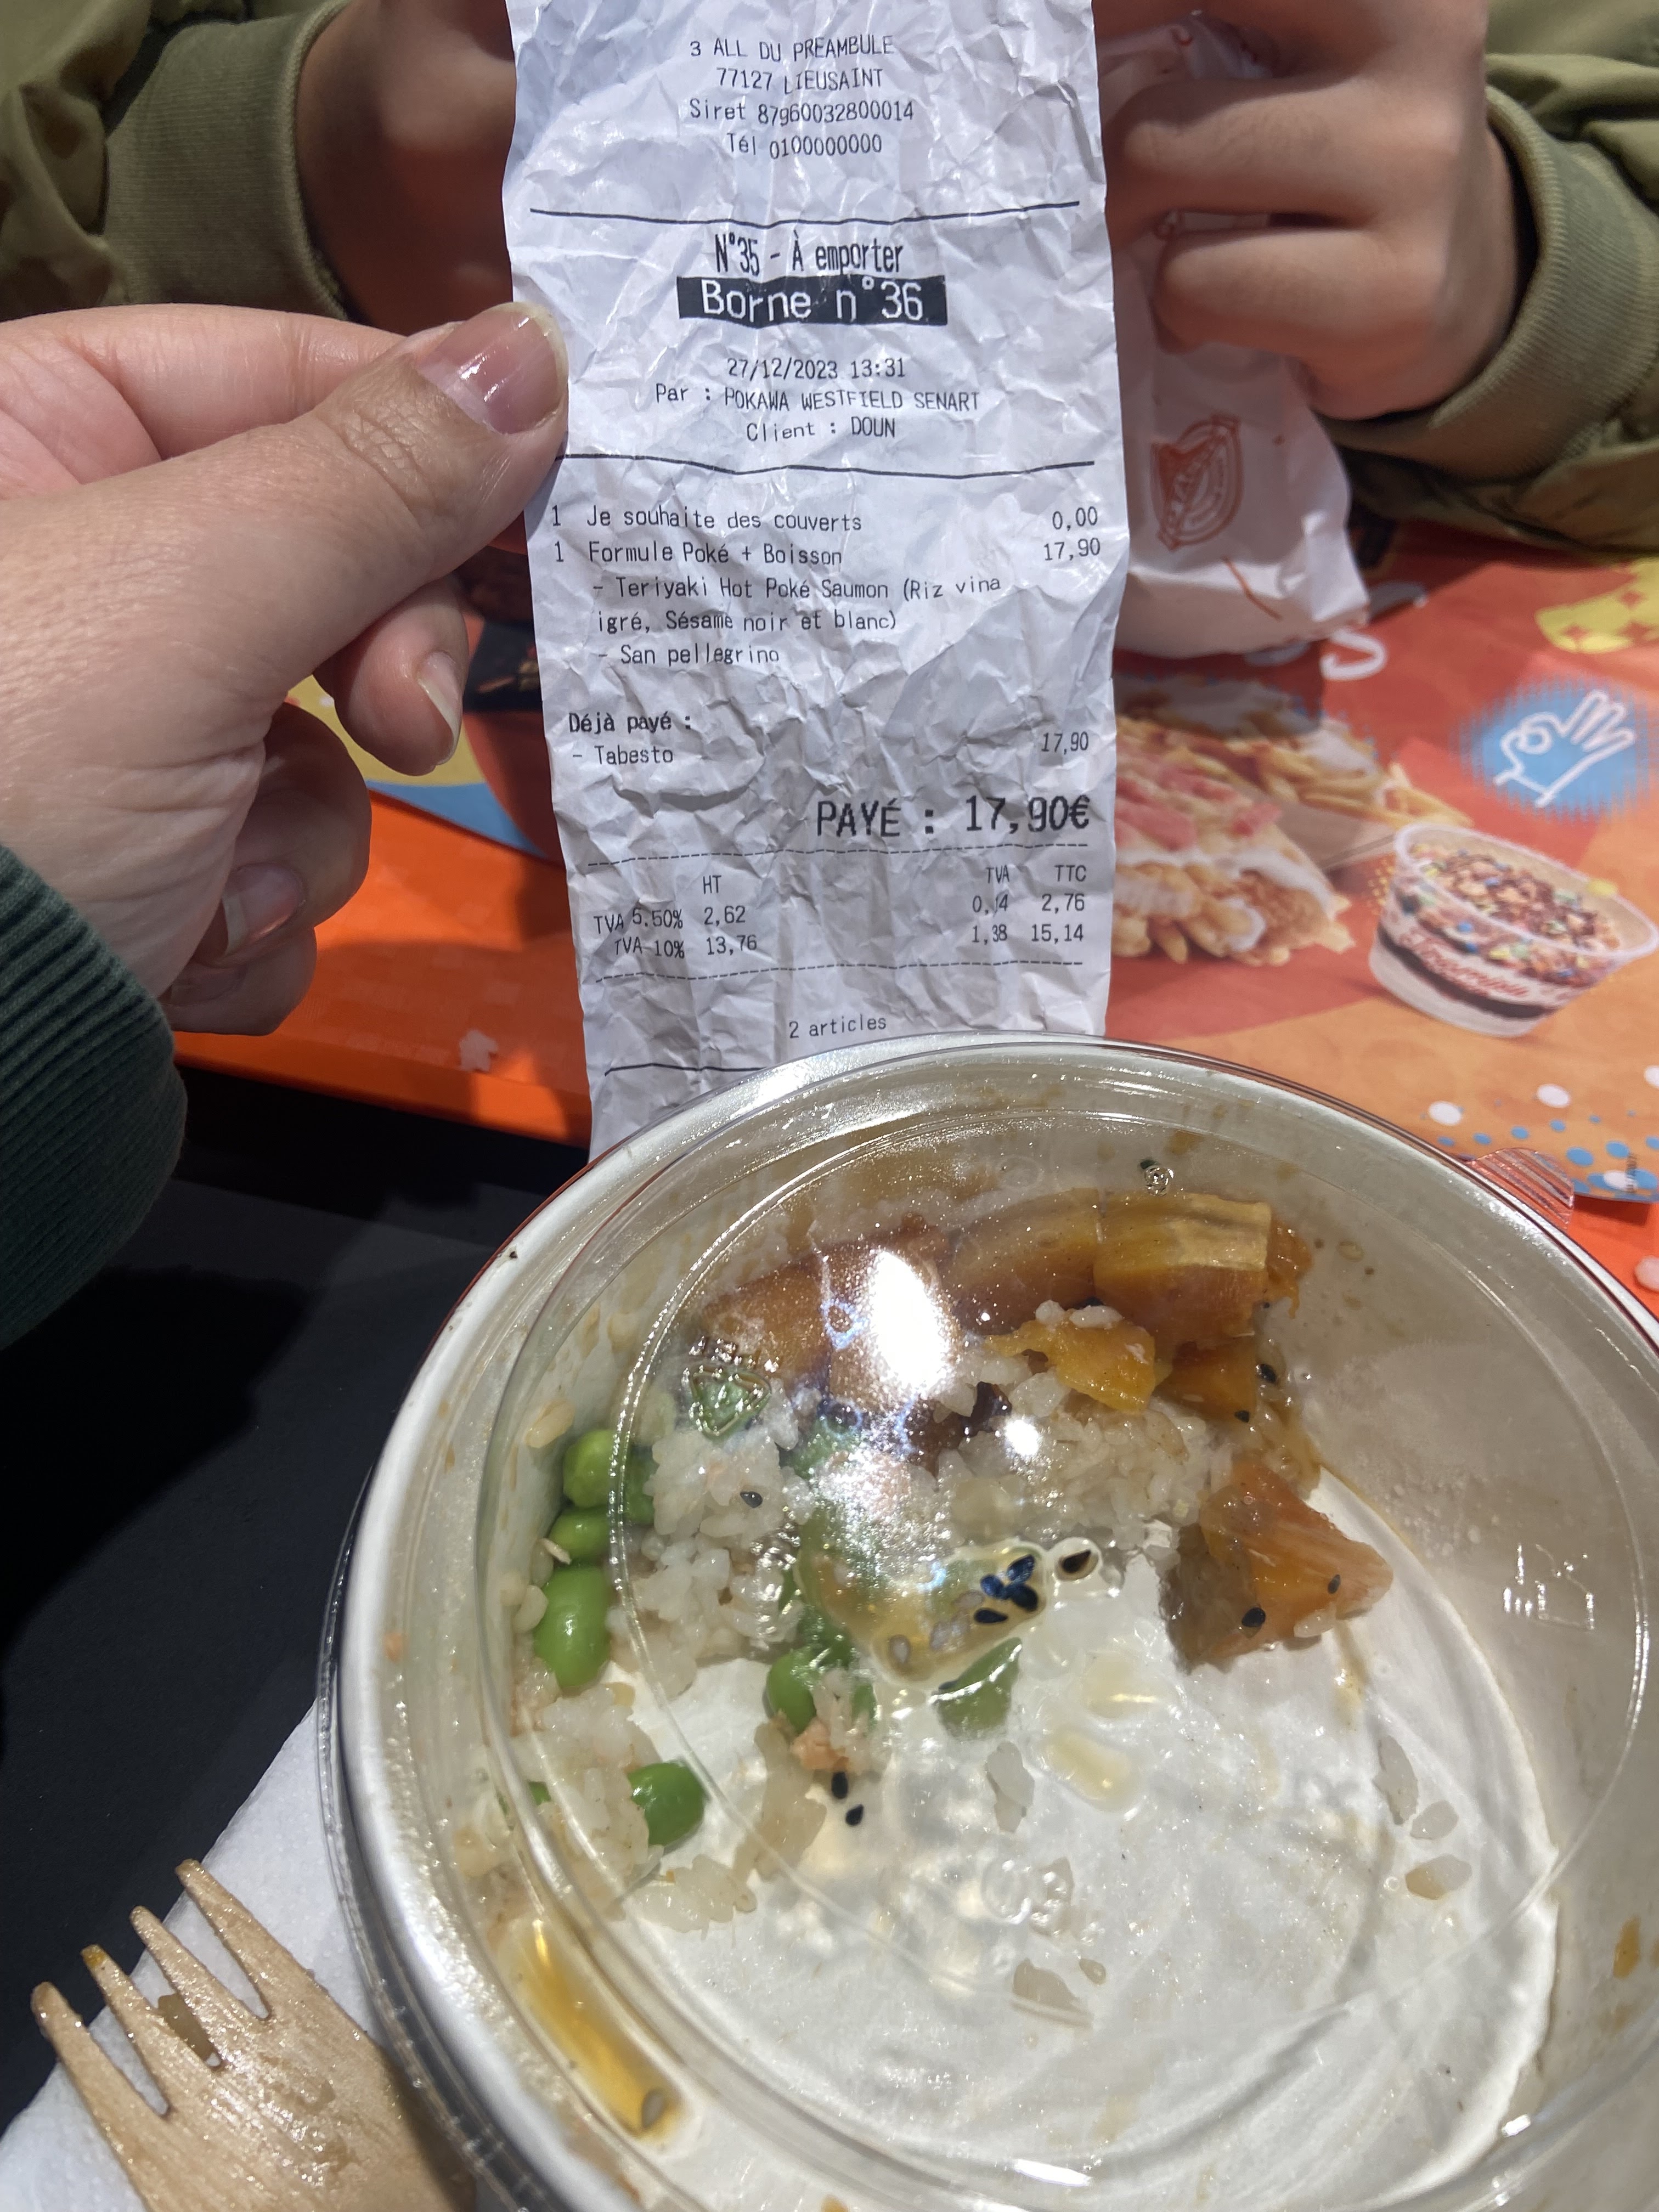 3 ALL DU PREAMBULE
77127 LIEUSAINT
Siret 87960032800014
Tél 0100000000
N°35 - À emporter
Borne n°36
27/12/2023 13:31
Par : POKAWA WESTFIELD SENART
Client : DOUN
1 Je souhaite des couverts 0,00
1 Formule Poké + Boisson 17,90
- Teriyaki Hot Poké Saumon (Riz vina
igré, Sésame noir et blanc)
- San pellegrino
Déjà payé :
- Tabesto 17,90
PAYÉ : 17,90€
HT TVA TTC
TVA 5.50% 2,62 0,14 2,76
TVA 10% 13,76 1,38 15,14
2 articles